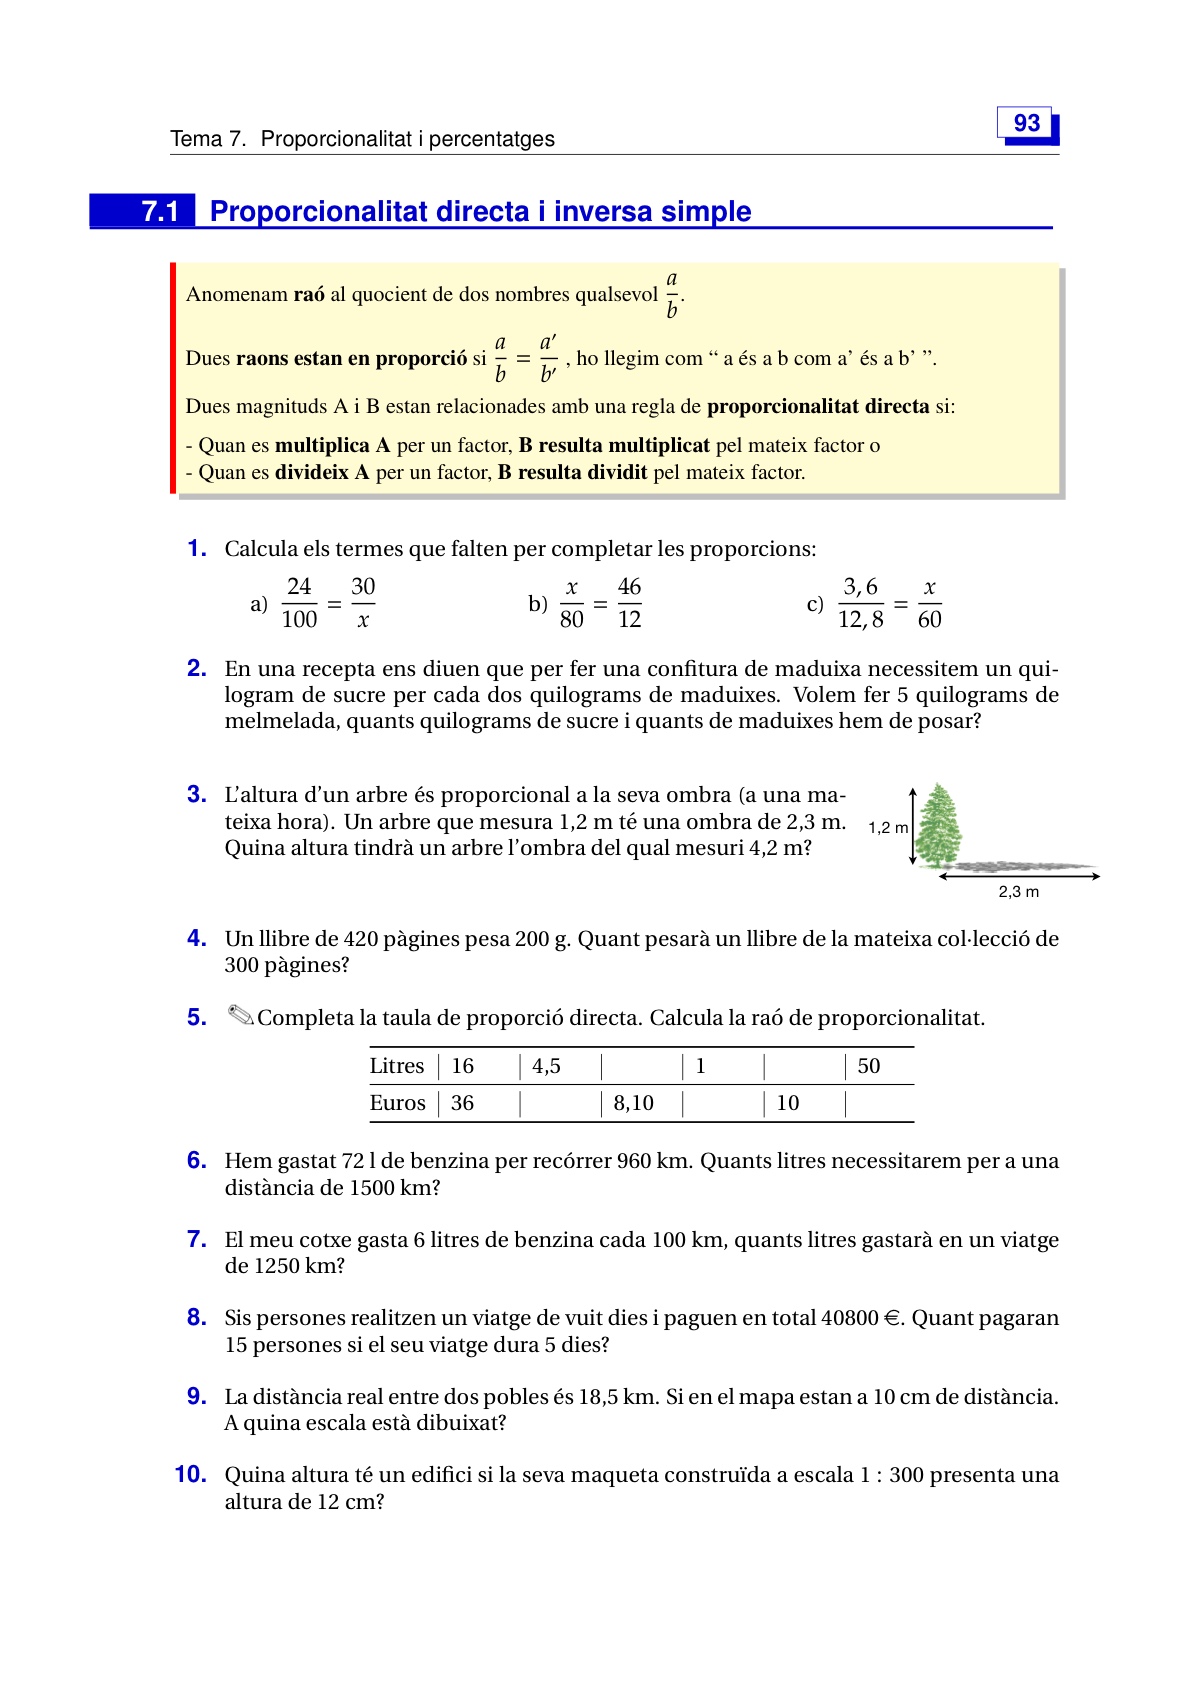 Tema 7. Proporcionalitat i percentatges
93
7.1 Proporcionalitat directa i inversa simple
Anomenam raó al quocient de dos nombres qualsevol a/b.
Dues raons estan en proporció si a/b = a′/b′ , ho llegim com “ a és a b com a’ és a b’ ”.
Dues magnituds A i B estan relacionades amb una regla de proporcionalitat directa si:
- Quan es multiplica A per un factor, B resulta multiplicat pel mateix factor o
- Quan es divideix A per un factor, B resulta dividit pel mateix factor.
1. Calcula els termes que falten per completar les proporcions:
a) 24/100 = 30/x b) x/80 = 46/12 c) 3,6/12,8 = x/60
2. En una recepta ens diuen que per fer una confitura de maduixa necessitem un qui-
logram de sucre per cada dos quilograms de maduixes. Volem fer 5 quilograms de
melmelada, quants quilograms de sucre i quants de maduixes hem de posar?
3. L’altura d’un arbre és proporcional a la seva ombra (a una ma-
teixa hora). Un arbre que mesura 1,2 m té una ombra de 2,3 m.
Quina altura tindrà un arbre l’ombra del qual mesuri 4,2 m?
1,2 m
2,3 m
4. Un llibre de 420 pàgines pesa 200 g. Quant pesarà un llibre de la mateixa col·lecció de
300 pàgines?
5. ✎Completa la taula de proporció directa. Calcula la raó de proporcionalitat.
Litres | 16 | 4,5 | | 1 | | 50
Euros | 36 | | 8,10 | | 10 |
6. Hem gastat 72 l de benzina per recórrer 960 km. Quants litres necessitarem per a una
distància de 1500 km?
7. El meu cotxe gasta 6 litres de benzina cada 100 km, quants litres gastarà en un viatge
de 1250 km?
8. Sis persones realitzen un viatge de vuit dies i paguen en total 40800 €. Quant pagaran
15 persones si el seu viatge dura 5 dies?
9. La distància real entre dos pobles és 18,5 km. Si en el mapa estan a 10 cm de distància.
A quina escala està dibuixat?
10. Quina altura té un edifici si la seva maqueta construïda a escala 1 : 300 presenta una
altura de 12 cm?